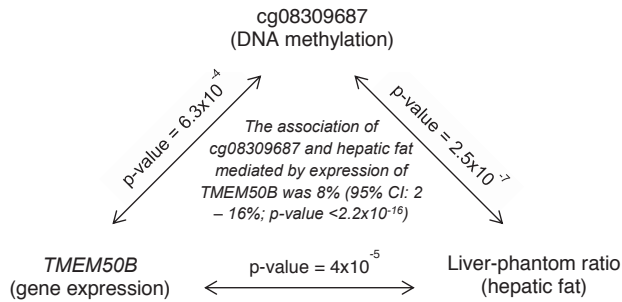 cg08309687
(DNA methylation)
p-value = 6.3x10⁻⁴
p-value = 2.5x10⁻⁷
The association of
cg08309687 and hepatic fat
mediated by expression of
TMEM50B was 8% (95% CI: 2
– 16%; p-value <2.2x10⁻¹⁶)
TMEM50B
(gene expression)
p-value = 4x10⁻⁵
Liver-phantom ratio
(hepatic fat)